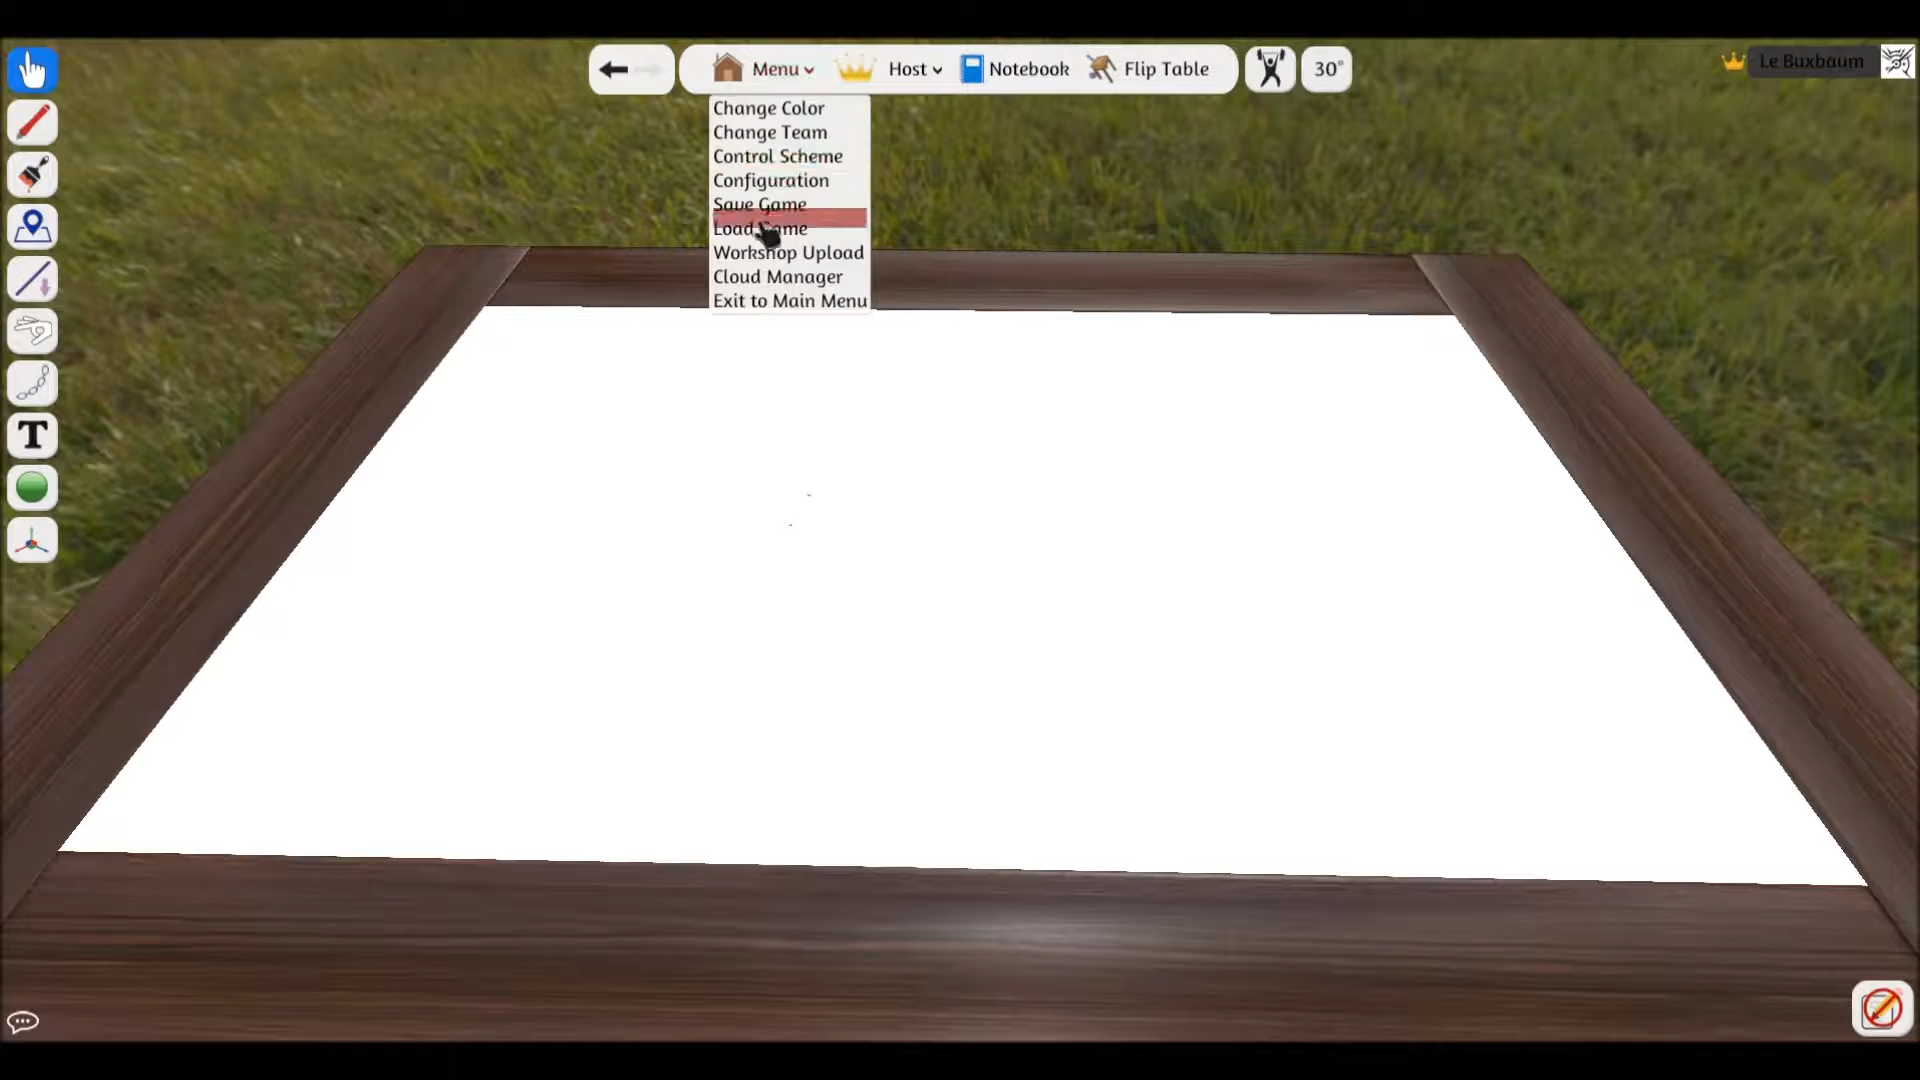 Menu Host Notebook Flip Table 30°
Le Buxbaum
Change Color
Change Team
Control Scheme
Configuration
Save Game
Load Game
Workshop Upload
Cloud Manager
Exit to Main Menu
T